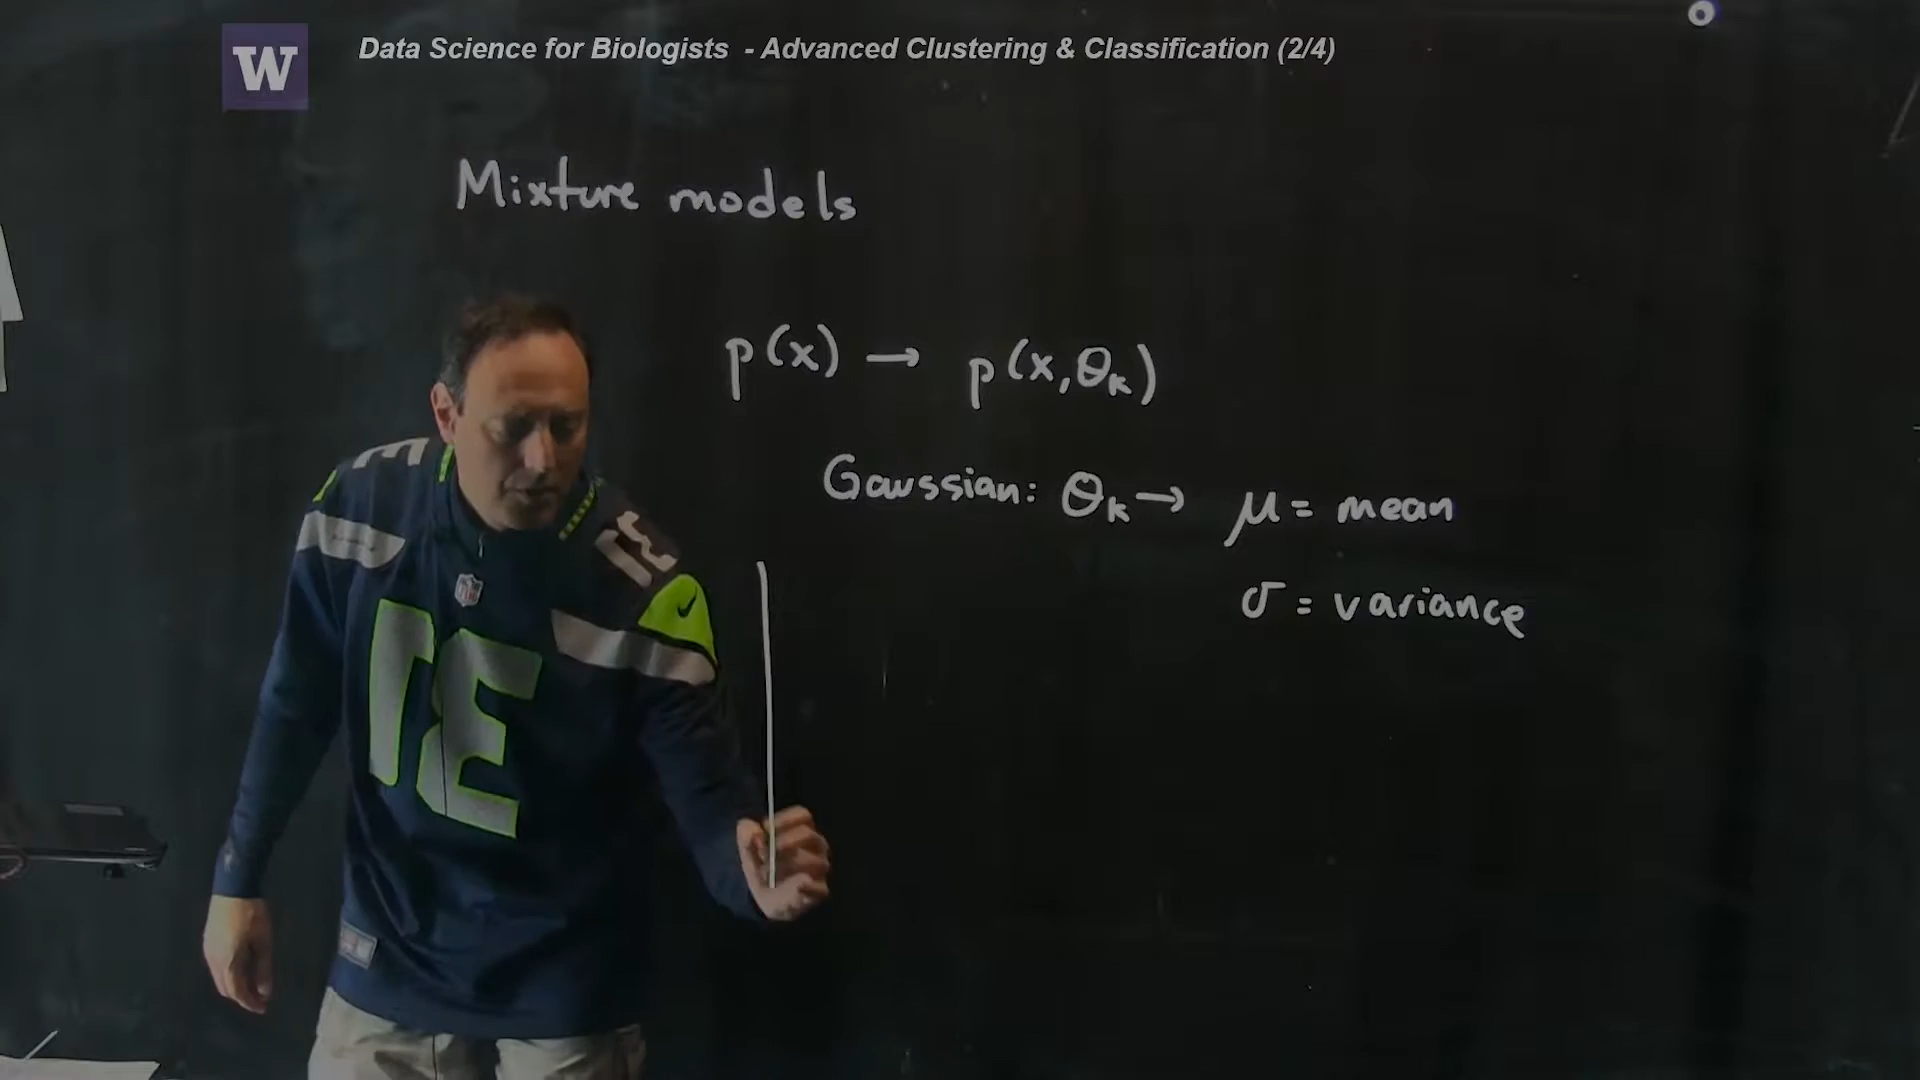 W
Data Science for Biologists - Advanced Clustering & Classification (2/4)
Mixture models
p(x) → p(x, θₖ)
Gaussian: θₖ → μ = mean
σ = variance